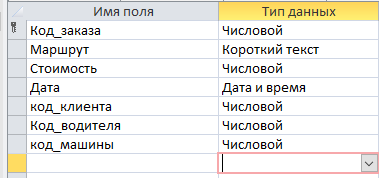 Имя поля Тип данных
Код_заказа Числовой
Маршрут Короткий текст
Стоимость Числовой
Дата Дата и время
код_клиента Числовой
Код_водителя Числовой
код_машины Числовой